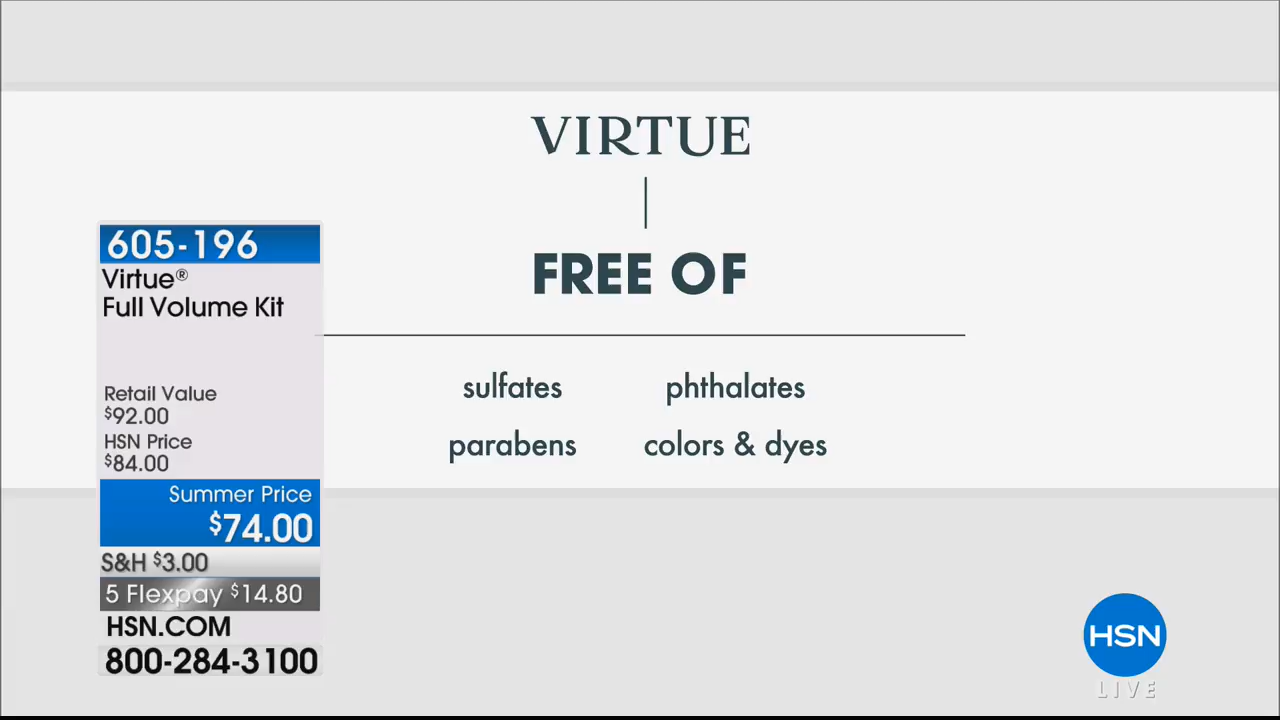 VIRTUE
FREE OF
sulfates phthalates
parabens colors & dyes
605-196
Virtue®
Full Volume Kit
Retail Value
$92.00
HSN Price
$84.00
Summer Price
$74.00
S&H $3.00
5 Flexpay $14.80
HSN.COM
800-284-3100
HSN
LIVE